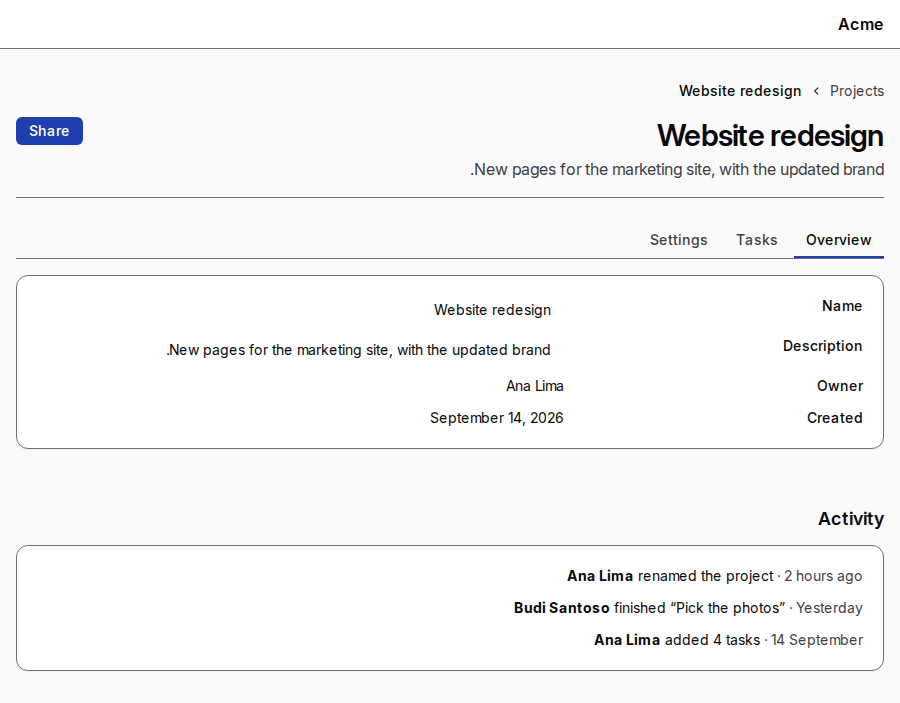 Acme
Projects › Website redesign
Website redesign
Share
New pages for the marketing site, with the updated brand.
Overview Tasks Settings
Name Website redesign
Description New pages for the marketing site, with the updated brand.
Owner Ana Lima
Created September 14, 2026
Activity
Ana Lima renamed the project · 2 hours ago
Budi Santoso finished “Pick the photos” · Yesterday
Ana Lima added 4 tasks · 14 September